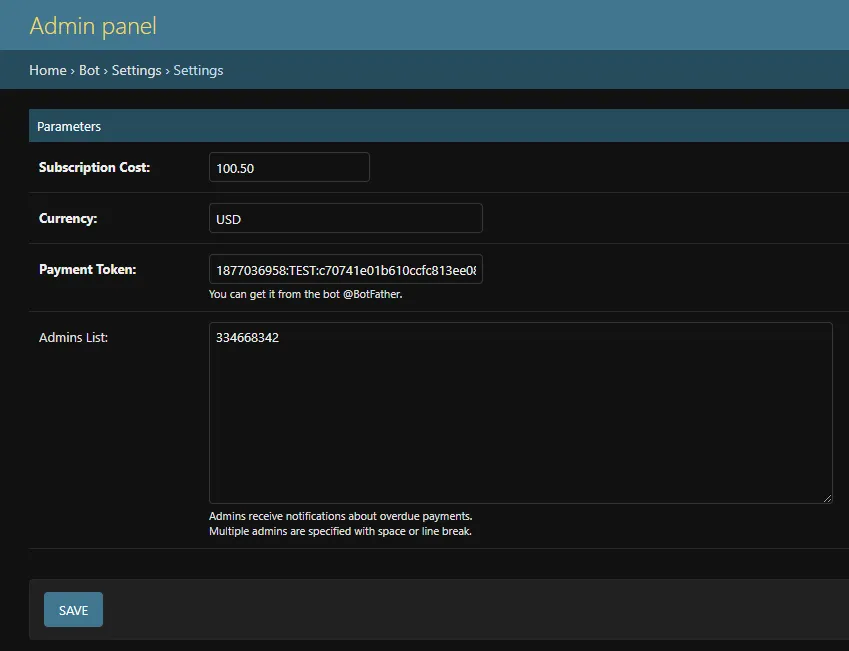 Admin panel
Home › Bot › Settings › Settings
Parameters
Subscription Cost: 100.50
Currency: USD
Payment Token: 1877036958:TEST:c70741e01b610ccfc813ee08
You can get it from the bot @BotFather.
Admins List: 334668342
Admins receive notifications about overdue payments.
Multiple admins are specified with space or line break.
SAVE